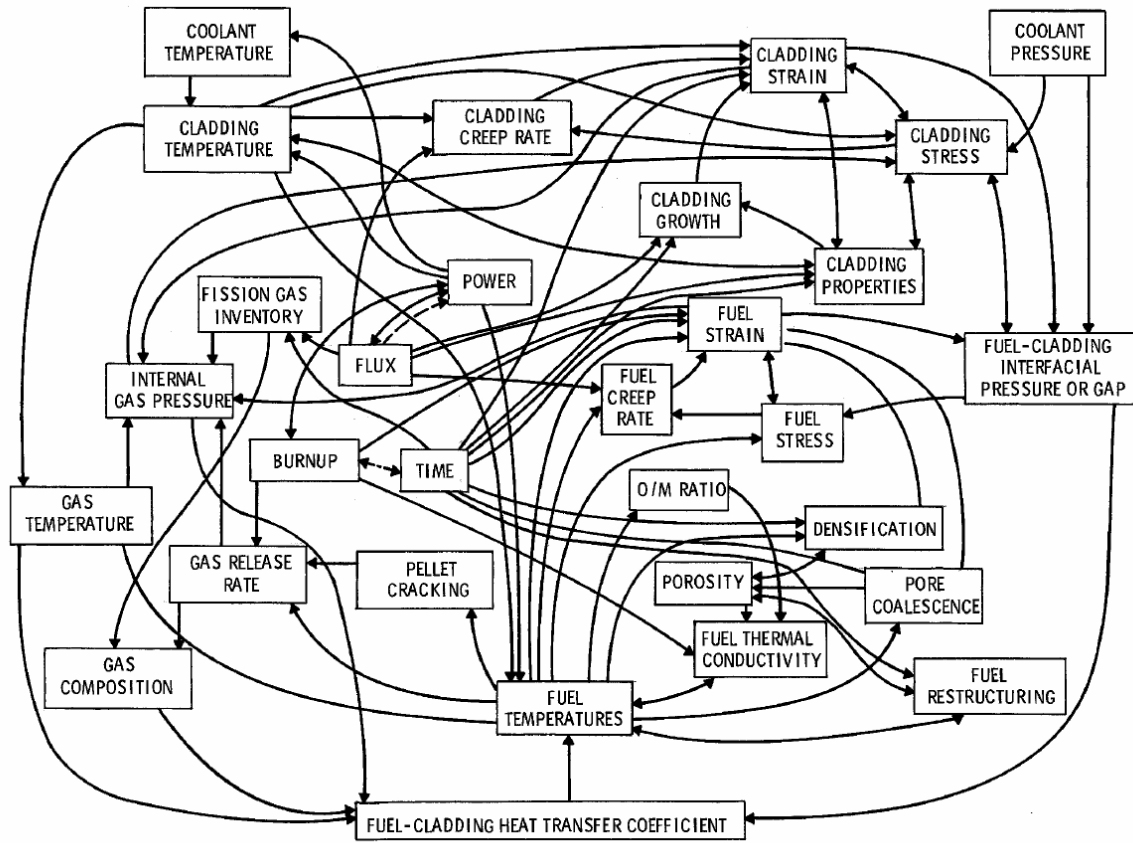 COOLANT
TEMPERATURE
CLADDING
STRAIN
COOLANT
PRESSURE
CLADDING
TEMPERATURE
CLADDING
CREEP RATE
CLADDING
STRESS
CLADDING
GROWTH
CLADDING
PROPERTIES
POWER
FISSION GAS
INVENTORY
FUEL
STRAIN
FLUX
INTERNAL
GAS PRESSURE
FUEL
CREEP
RATE
FUEL-CLADDING
INTERFACIAL
PRESSURE OR GAP
FUEL
STRESS
BURNUP
TIME
O/M RATIO
GAS
TEMPERATURE
DENSIFICATION
GAS RELEASE
RATE
PELLET
CRACKING
POROSITY
PORE
COALESCENCE
FUEL THERMAL
CONDUCTIVITY
GAS
COMPOSITION
FUEL
RESTRUCTURING
FUEL
TEMPERATURES
FUEL-CLADDING HEAT TRANSFER COEFFICIENT